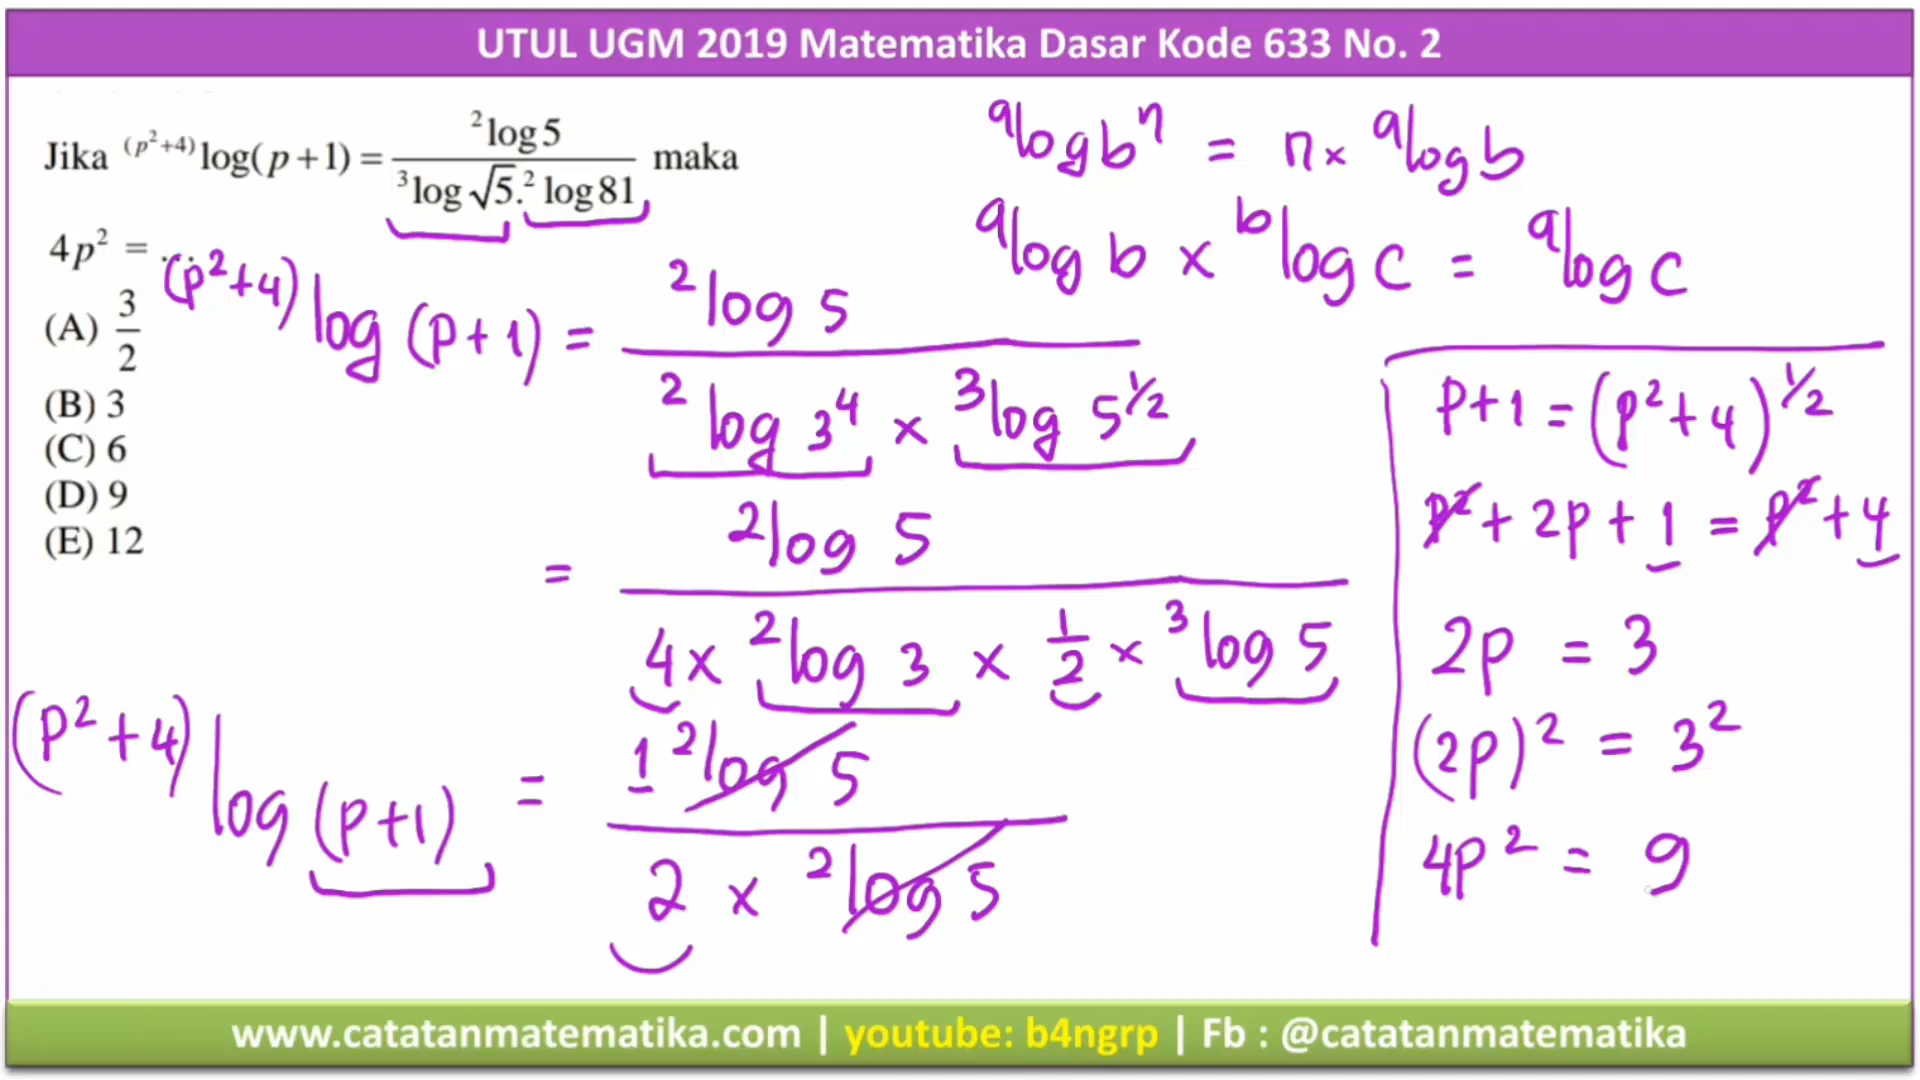 UTUL UGM 2019 Matematika Dasar Kode 633 No. 2
Jika ^(p²+4)log(p+1) = ²log5 / (³log√5.²log81) maka
4p² = ...
(A) 3/2
(B) 3
(C) 6
(D) 9
(E) 12
ᵃlog bⁿ = n × ᵃlog b
ᵃlog b × ᵇlog c = ᵃlog c
^(p²+4)log (p+1) = ²log 5 / (²log 3⁴ × ³log 5^½)
= ²log 5 / (4 × ²log 3 × 1/2 × ³log 5)
^(p²+4)log (p+1) = 1 ²log 5 / (2 × ²log 5)
p+1 = (p²+4)^½
p² + 2p + 1 = p² + 4
2p = 3
(2p)² = 3²
4p² = 9
www.catatanmatematika.com | youtube: b4ngrp | Fb : @catatanmatematika